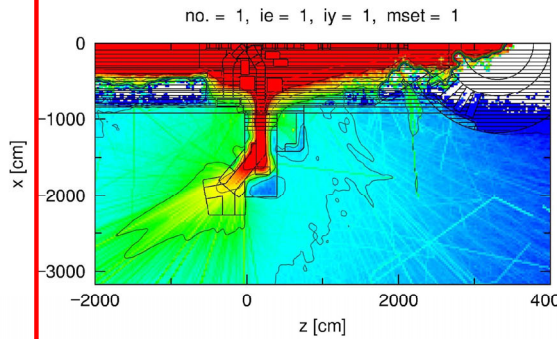 no. = 1, ie = 1, iy = 1, mset = 1
0
−1000
−2000
−3000
x [cm]
−2000 0 2000 400
z [cm]